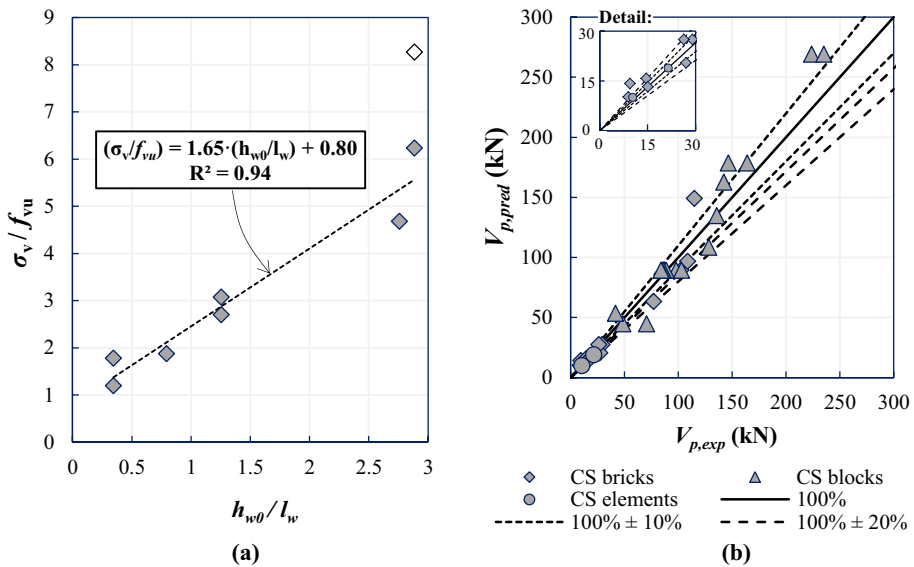 9
8
7
6
5
4
3
2
1
0
σv / fvu
(σv/fvu) = 1.65·(hw0/lw) + 0.80
R² = 0.94
0 0.5 1 1.5 2 2.5 3
hw0 / lw
(a)
300
250
200
150
100
50
0
Vp,pred (kN)
Detail:
30
15
0
0 15 30
0 50 100 150 200 250 300
Vp,exp (kN)
CS bricks CS blocks
CS elements 100%
100% ± 10% 100% ± 20%
(b)